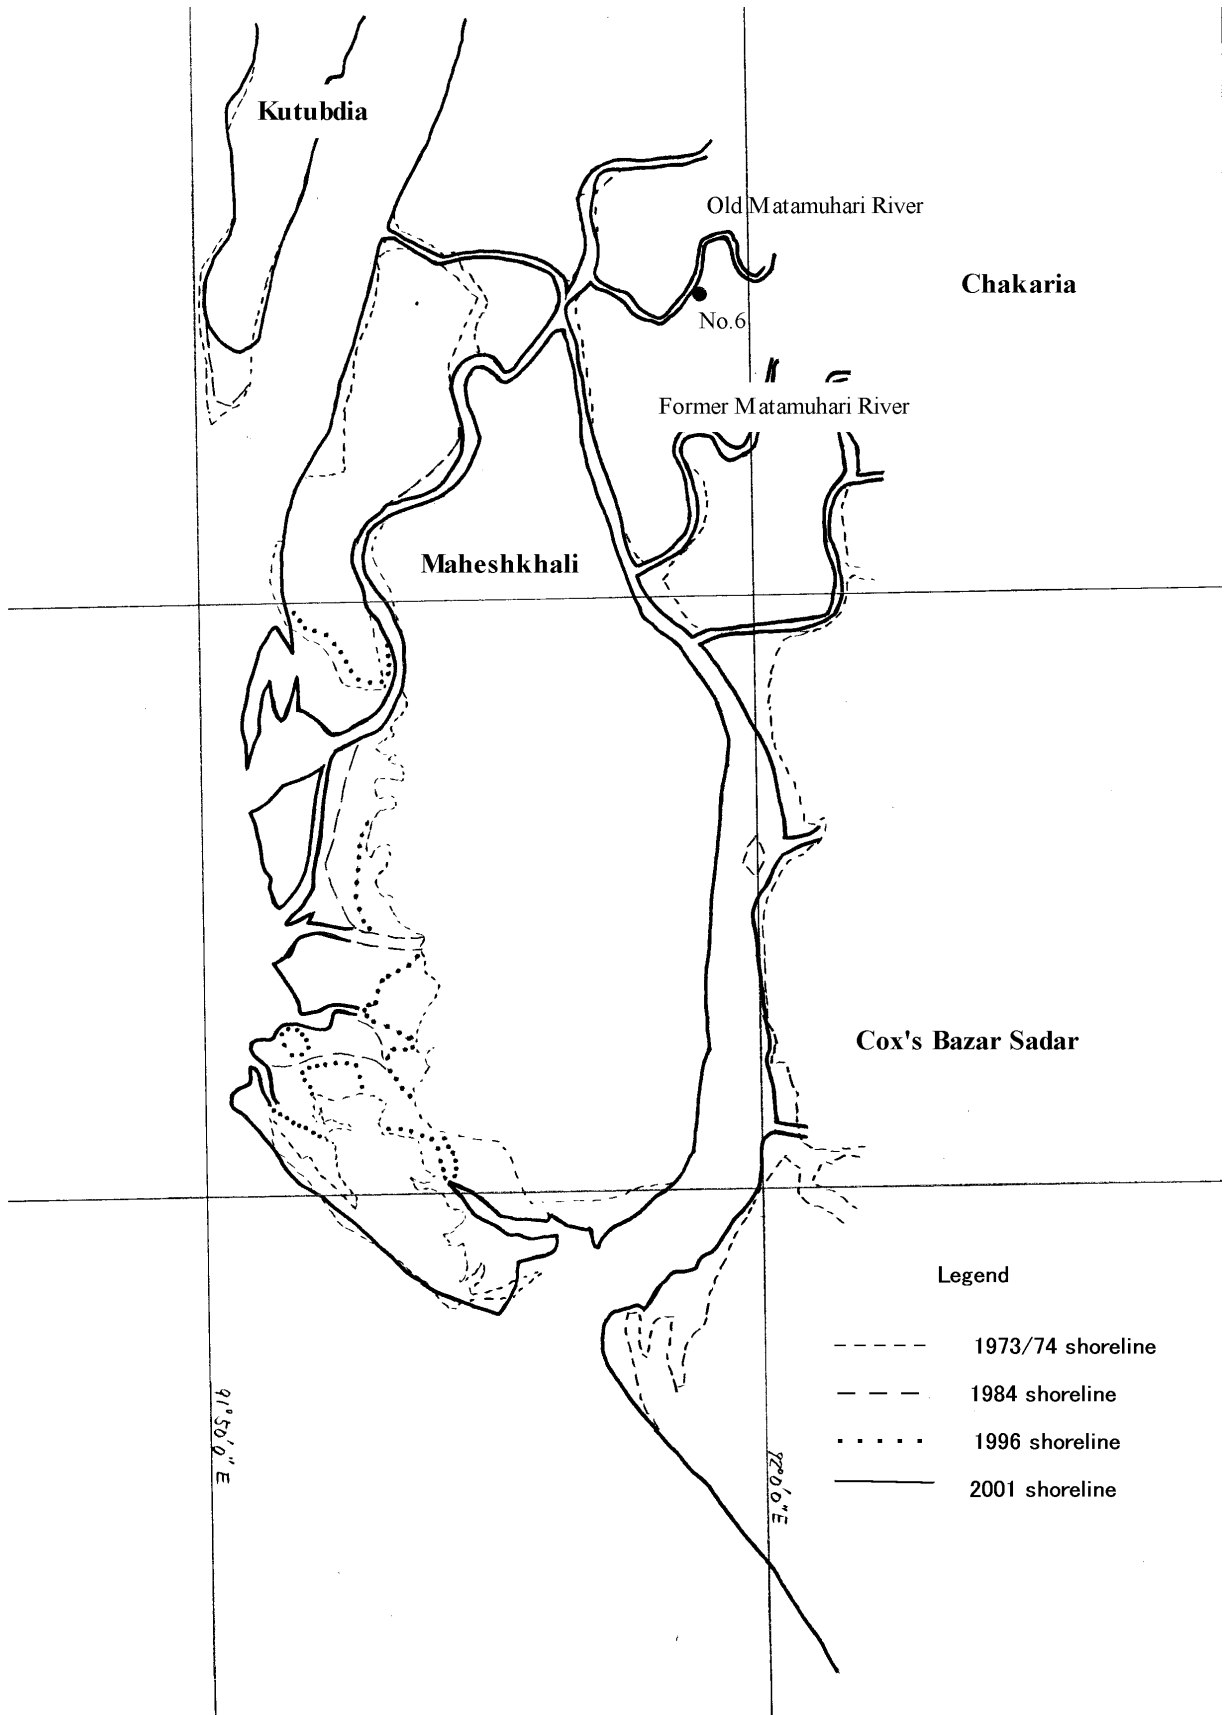 Kutubdia
Old Matamuhari River
Chakaria
No.6
Former Matamuhari River
Maheshkhali
Cox's Bazar Sadar
Legend
1973/74 shoreline
1984 shoreline
1996 shoreline
2001 shoreline
91°50'0"E
92°0'0"E